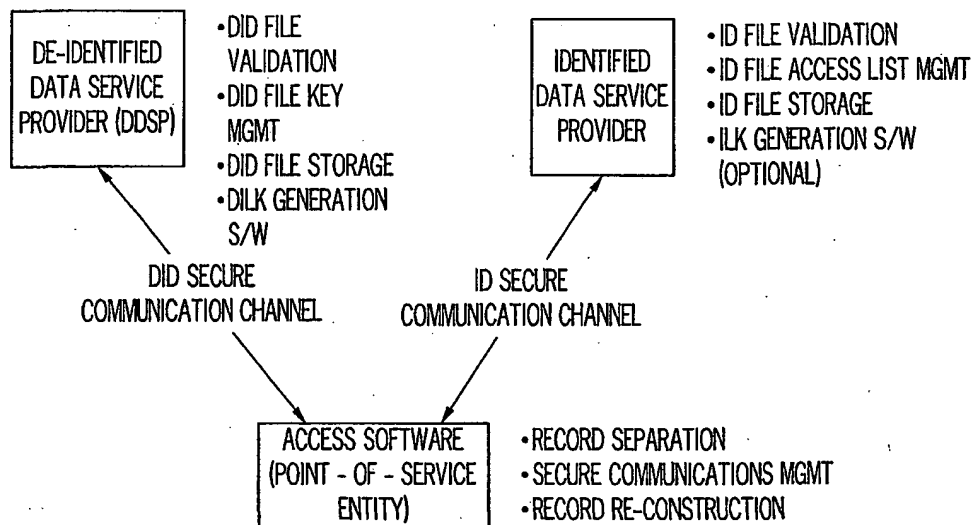 DE-IDENTIFIED
DATA SERVICE
PROVIDER (DDSP)
•DID FILE
VALIDATION
•DID FILE KEY
MGMT
•DID FILE STORAGE
•DILK GENERATION
S/W
IDENTIFIED
DATA SERVICE
PROVIDER
•ID FILE VALIDATION
•ID FILE ACCESS LIST MGMT
•ID FILE STORAGE
•ILK GENERATION S/W
(OPTIONAL)
DID SECURE
COMMUNICATION CHANNEL
ID SECURE
COMMUNICATION CHANNEL
ACCESS SOFTWARE
(POINT - OF - SERVICE
ENTITY)
•RECORD SEPARATION
•SECURE COMMUNICATIONS MGMT
•RECORD RE-CONSTRUCTION